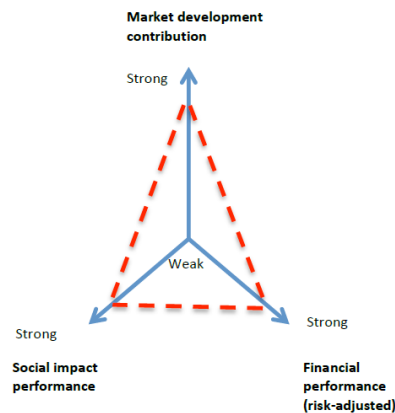 Market development
contribution
Strong
Weak
Strong
Strong
Social impact
performance
Financial
performance
(risk-adjusted)